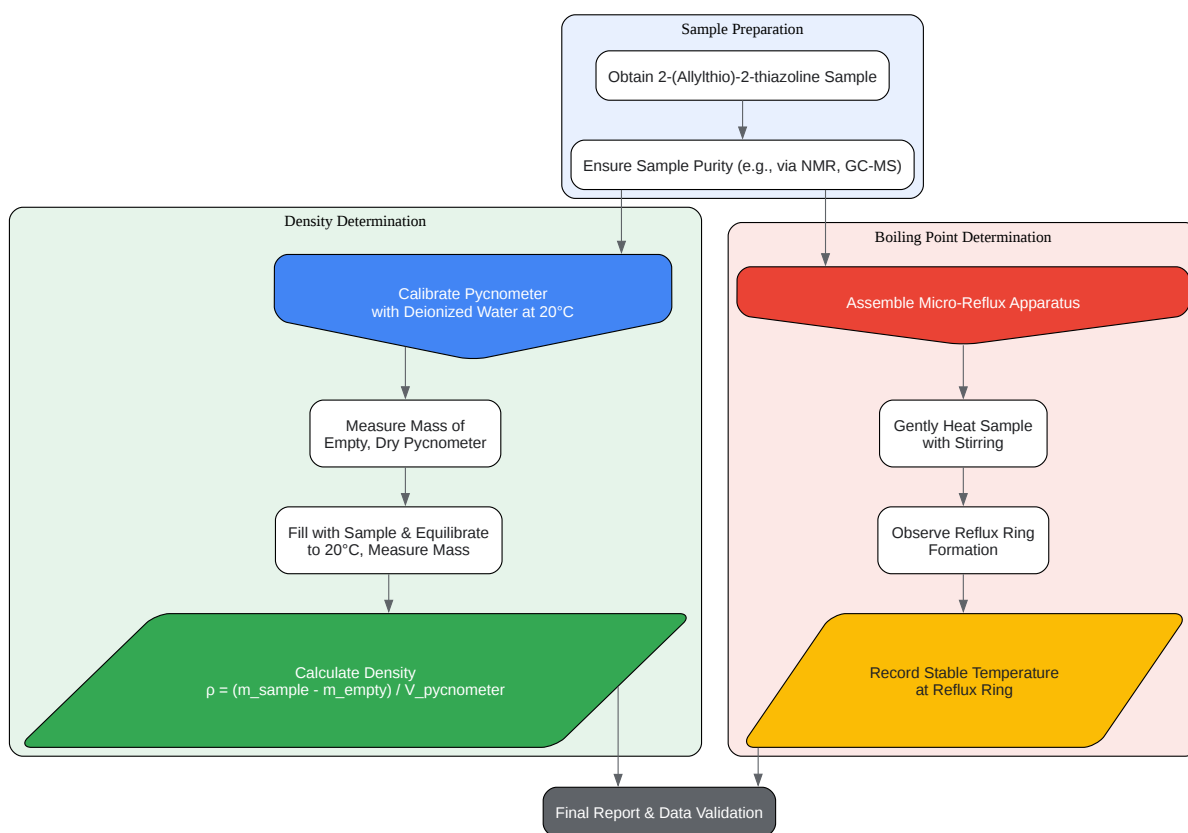 Sample Preparation
Obtain 2-(Allylthio)-2-thiazoline Sample
Ensure Sample Purity (e.g., via NMR, GC-MS)
Density Determination
Calibrate Pycnometer
with Deionized Water at 20°C
Measure Mass of
Empty, Dry Pycnometer
Fill with Sample & Equilibrate
to 20°C, Measure Mass
Calculate Density
ρ = (m_sample - m_empty) / V_pycnometer
Boiling Point Determination
Assemble Micro-Reflux Apparatus
Gently Heat Sample
with Stirring
Observe Reflux Ring
Formation
Record Stable Temperature
at Reflux Ring
Final Report & Data Validation